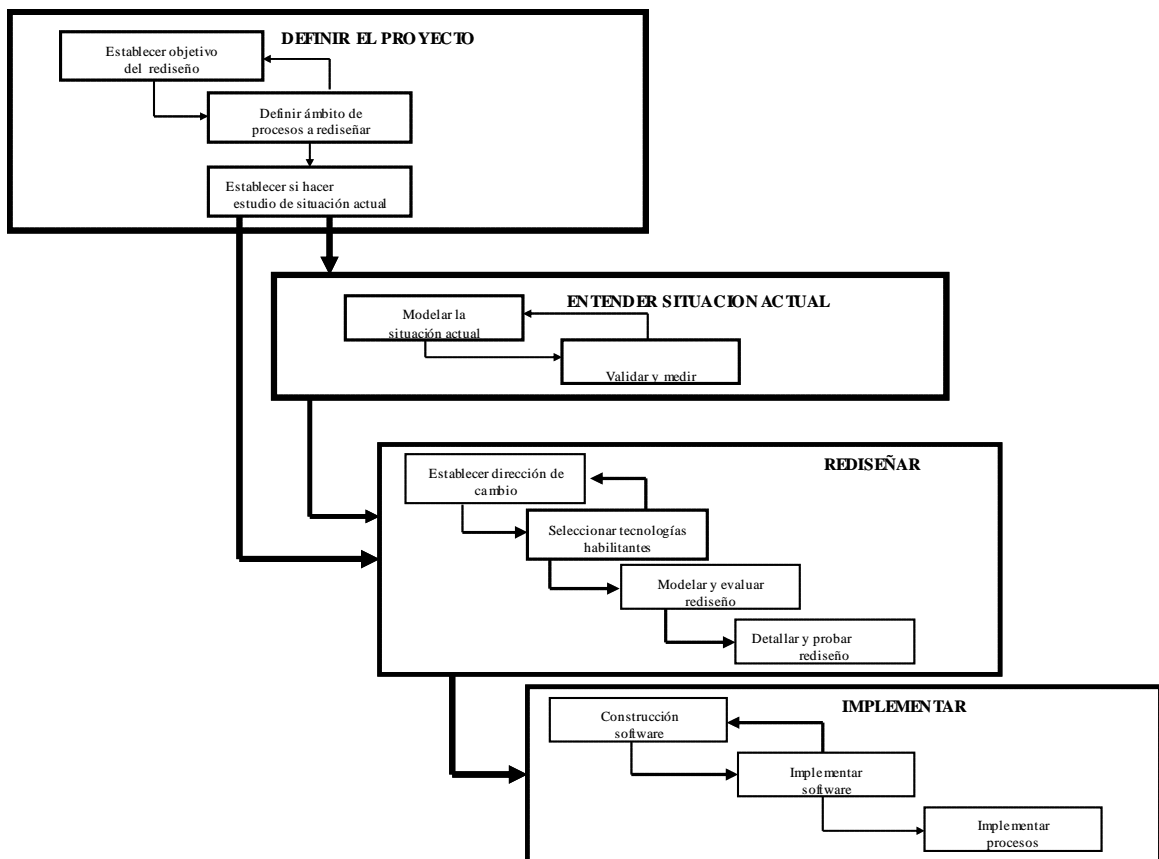 DEFINIR EL PROYECTO
Establecer objetivo
del rediseño
Definir ámbito de
procesos a rediseñar
Establecer si hacer
estudio de situación actual
ENTENDER SITUACION ACTUAL
Modelar la
situación actual
Validar y medir
REDISEÑAR
Establecer dirección de
cambio
Seleccionar tecnologías
habilitantes
Modelar y evaluar
rediseño
Detallar y probar
rediseño
IMPLEMENTAR
Construcción
software
Implementar
software
Implementar
procesos